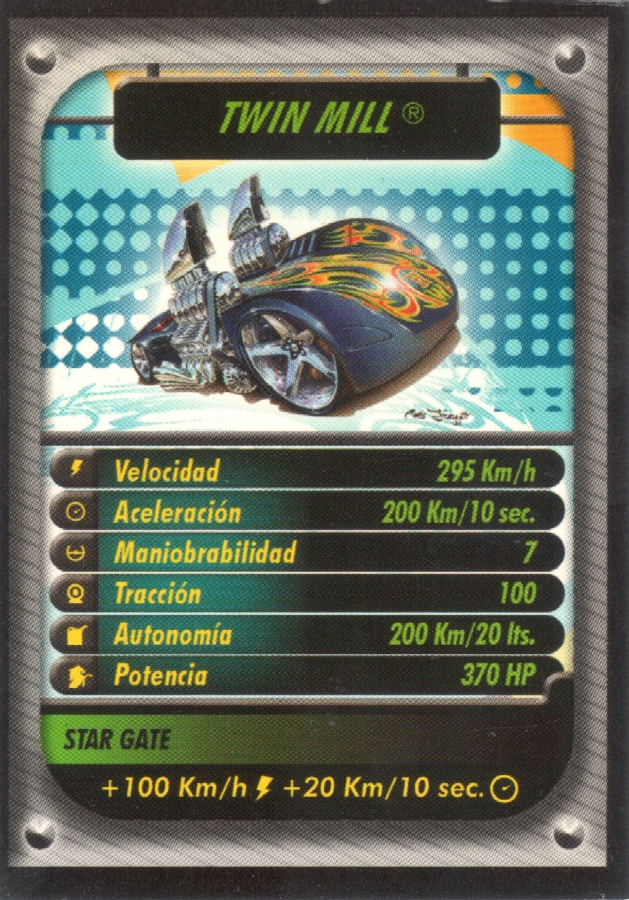 TWIN MILL ®
Velocidad 295 Km/h
Aceleración 200 Km/10 sec.
Maniobrabilidad 7
Tracción 100
Autonomía 200 Km/20 lts.
Potencia 370 HP
STAR GATE
+100 Km/h +20 Km/10 sec.